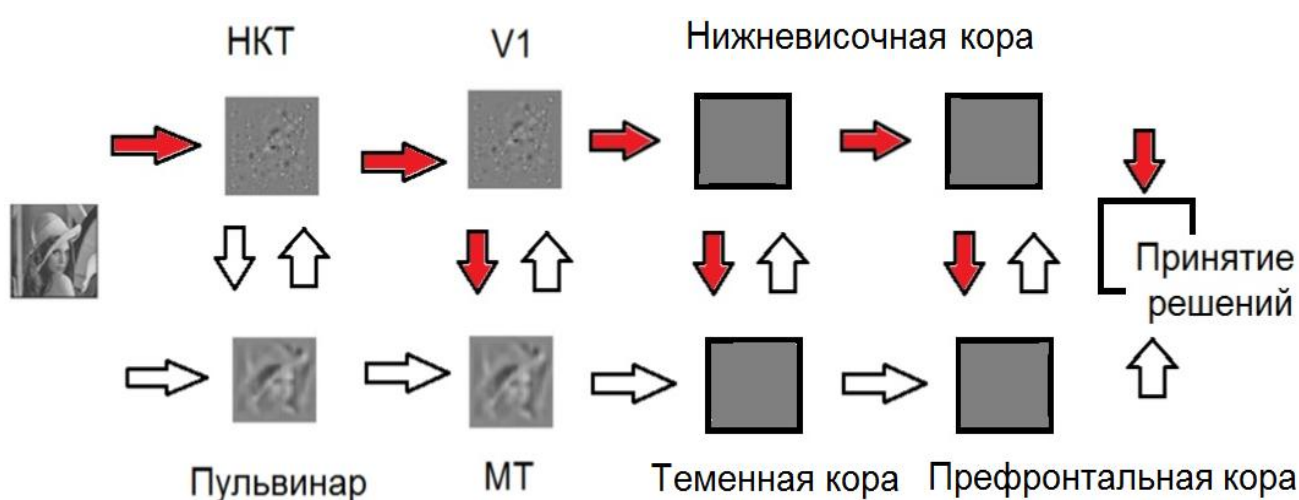 НКТ
V1
Нижневисочная кора
Принятие
решений
Пульвинар
МТ
Теменная кора
Префронтальная кора